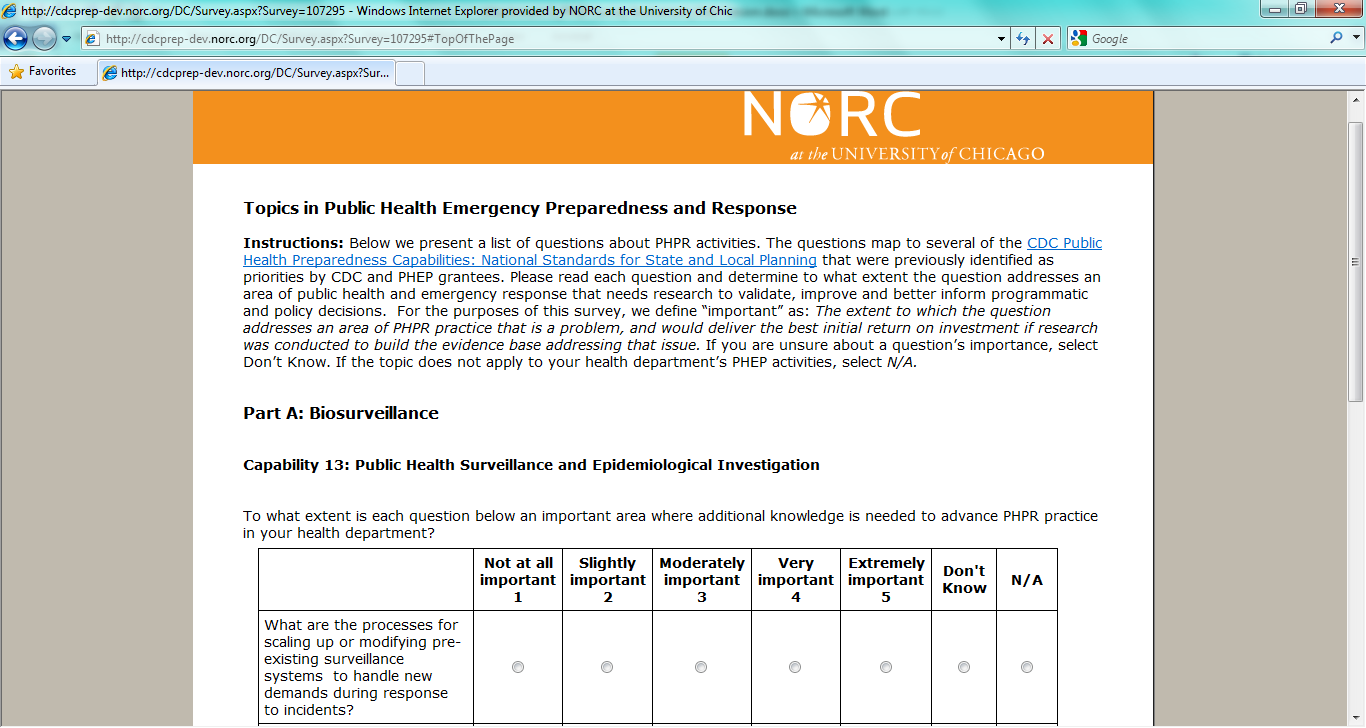 http://cdcprep-dev.norc.org/DC/Survey.aspx?Survey=107295 - Windows Internet Explorer provided by NORC at the University of Chic
http://cdcprep-dev.norc.org/DC/Survey.aspx?Survey=107295#TopOfThePage
Google
Favorites
http://cdcprep-dev.norc.org/DC/Survey.aspx?Sur...
NORC
at the UNIVERSITY of CHICAGO
Topics in Public Health Emergency Preparedness and Response
Instructions: Below we present a list of questions about PHPR activities. The questions map to several of the CDC Public
Health Preparedness Capabilities: National Standards for State and Local Planning that were previously identified as
priorities by CDC and PHEP grantees. Please read each question and determine to what extent the question addresses an
area of public health and emergency response that needs research to validate, improve and better inform programmatic
and policy decisions.  For the purposes of this survey, we define “important” as: The extent to which the question
addresses an area of PHPR practice that is a problem, and would deliver the best initial return on investment if research
was conducted to build the evidence base addressing that issue. If you are unsure about a question’s importance, select
Don’t Know. If the topic does not apply to your health department’s PHEP activities, select N/A.
Part A: Biosurveillance
Capability 13: Public Health Surveillance and Epidemiological Investigation
To what extent is each question below an important area where additional knowledge is needed to advance PHPR practice
in your health department?
Not at all important 1
Slightly important 2
Moderately important 3
Very important 4
Extremely important 5
Don't Know
N/A
What are the processes for
scaling up or modifying pre-
existing surveillance
systems  to handle new
demands during response
to incidents?